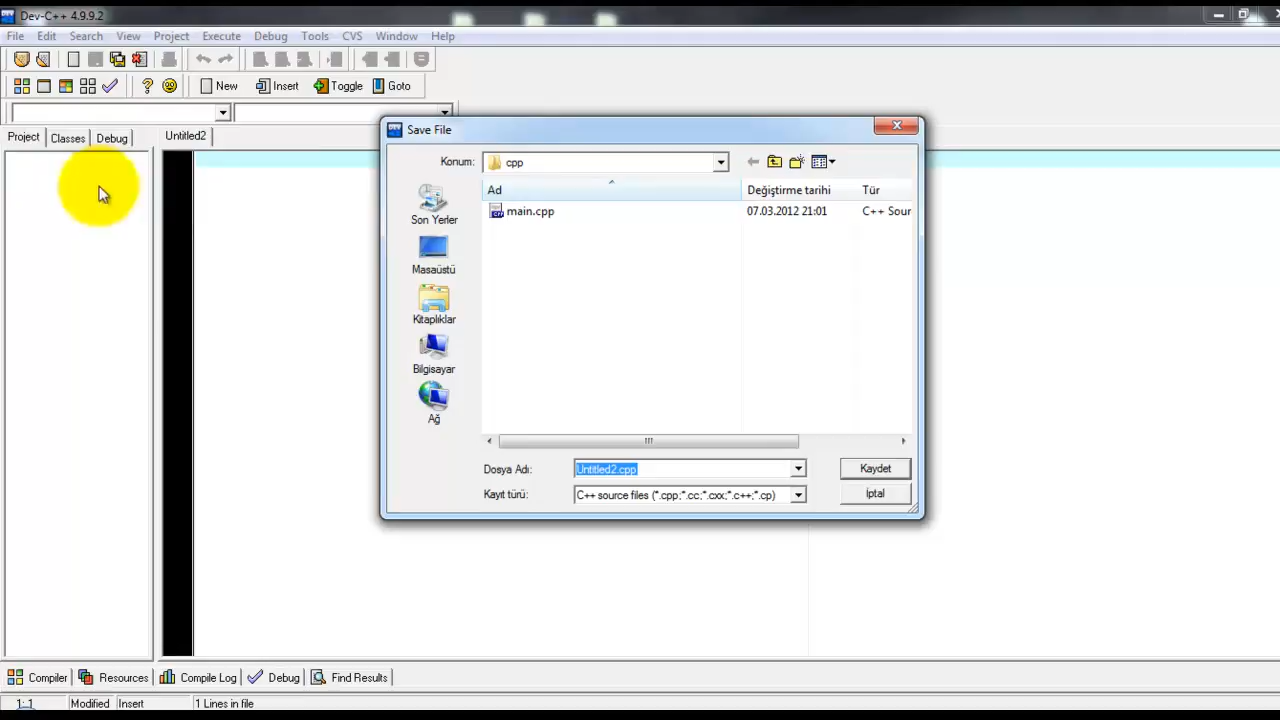 Dev-C++ 4.9.9.2
File Edit Search View Project Execute Debug Tools CVS Window Help
New Insert Toggle Goto
Project Classes Debug Untitled2
Save File
Konum: cpp
Ad Değiştirme tarihi Tür
main.cpp 07.03.2012 21:01 C++ Sour
Son Yerler
Masaüstü
Kitaplıklar
Bilgisayar
Ağ
Dosya Adı: Untitled2.cpp Kaydet
Kayıt türü: C++ source files (*.cpp;*.cc;*.cxx;*.c++;*.cp) İptal
Compiler Resources Compile Log Debug Find Results
1: 1 Modified Insert 1 Lines in file